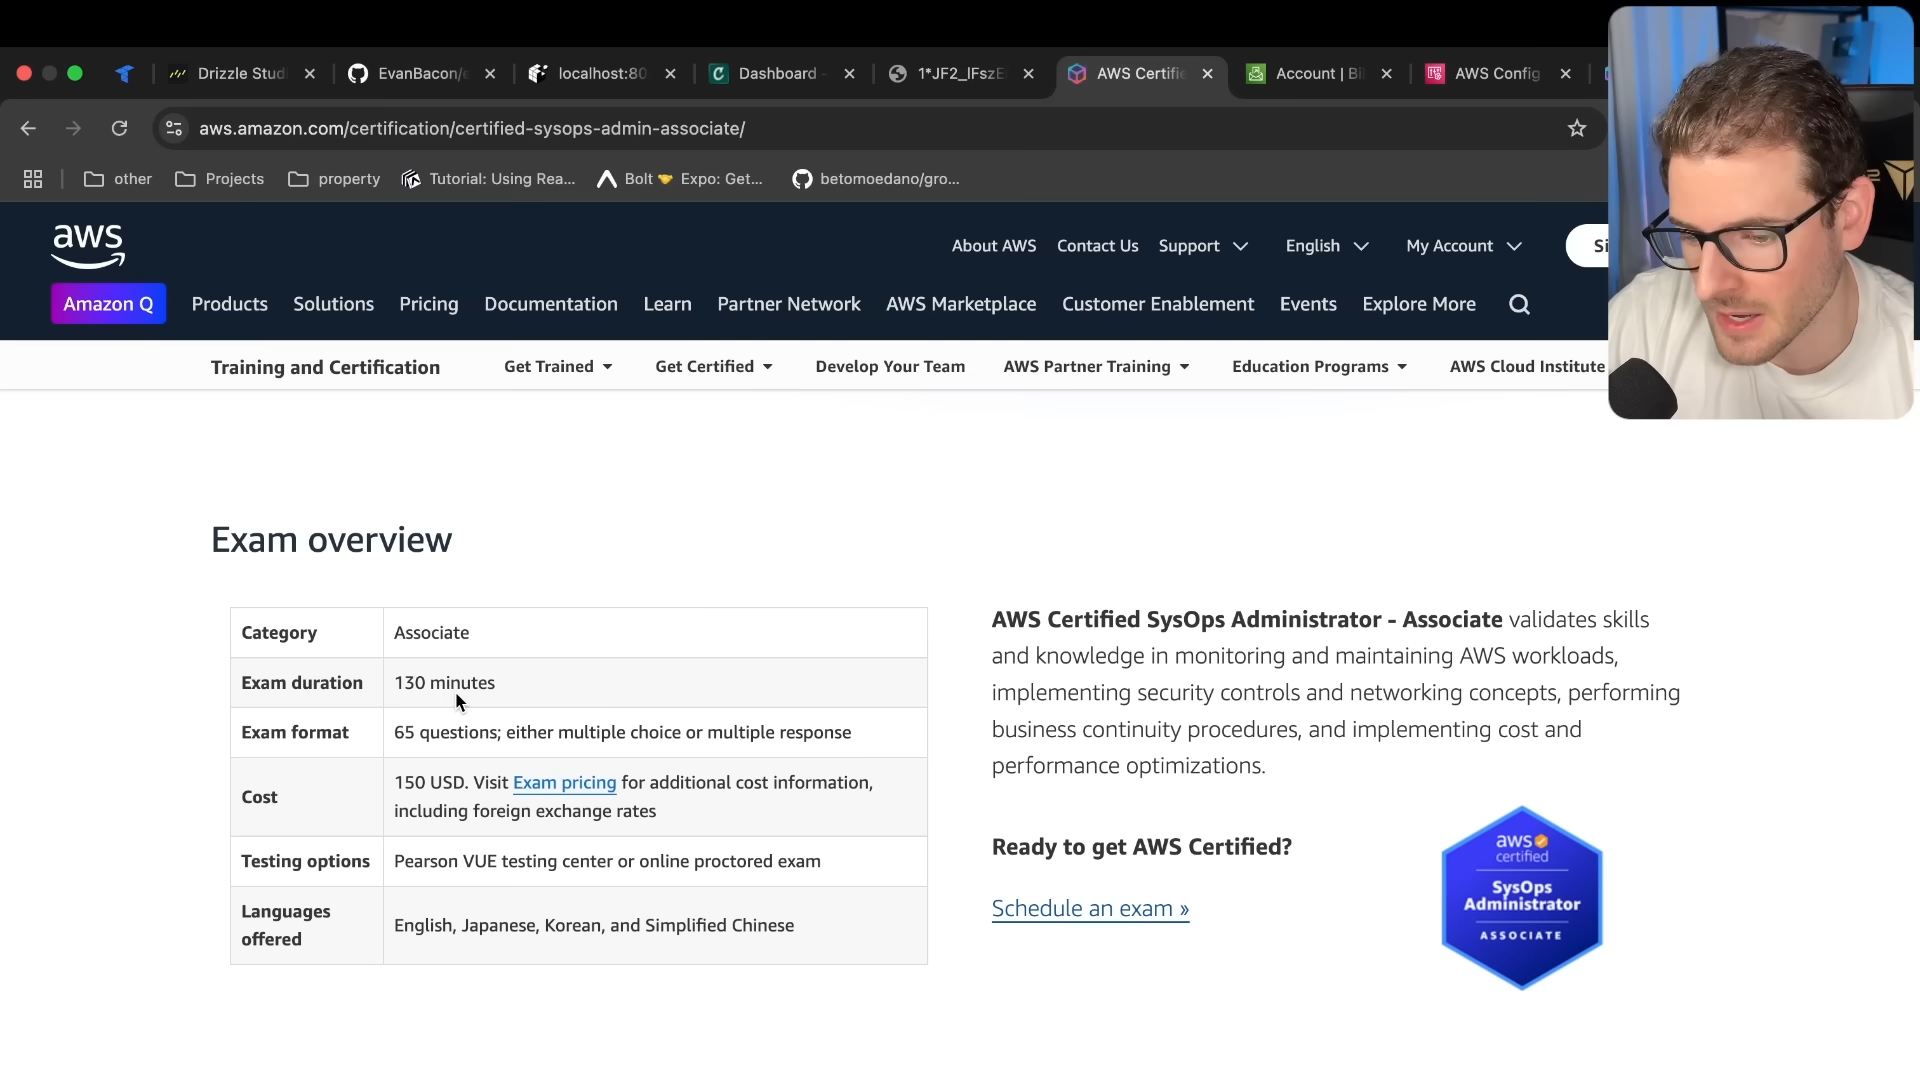 Drizzle Stud
EvanBacon/e
localhost:80
Dashboard -
1*JF2_lFszE
AWS Certifie
Account | Bi
AWS Config
aws.amazon.com/certification/certified-sysops-admin-associate/
other
Projects
property
Tutorial: Using Rea...
Bolt 🤝 Expo: Get...
betomoedano/gro...
aws
About AWS
Contact Us
Support
English
My Account
Si
Amazon Q
Products
Solutions
Pricing
Documentation
Learn
Partner Network
AWS Marketplace
Customer Enablement
Events
Explore More
Training and Certification
Get Trained
Get Certified
Develop Your Team
AWS Partner Training
Education Programs
AWS Cloud Institute
Exam overview
Category
Associate
Exam duration
130 minutes
Exam format
65 questions; either multiple choice or multiple response
Cost
150 USD. Visit Exam pricing for additional cost information,
including foreign exchange rates
Testing options
Pearson VUE testing center or online proctored exam
Languages
offered
English, Japanese, Korean, and Simplified Chinese
AWS Certified SysOps Administrator - Associate validates skills
and knowledge in monitoring and maintaining AWS workloads,
implementing security controls and networking concepts, performing
business continuity procedures, and implementing cost and
performance optimizations.
Ready to get AWS Certified?
Schedule an exam »
aws
certified
SysOps
Administrator
ASSOCIATE